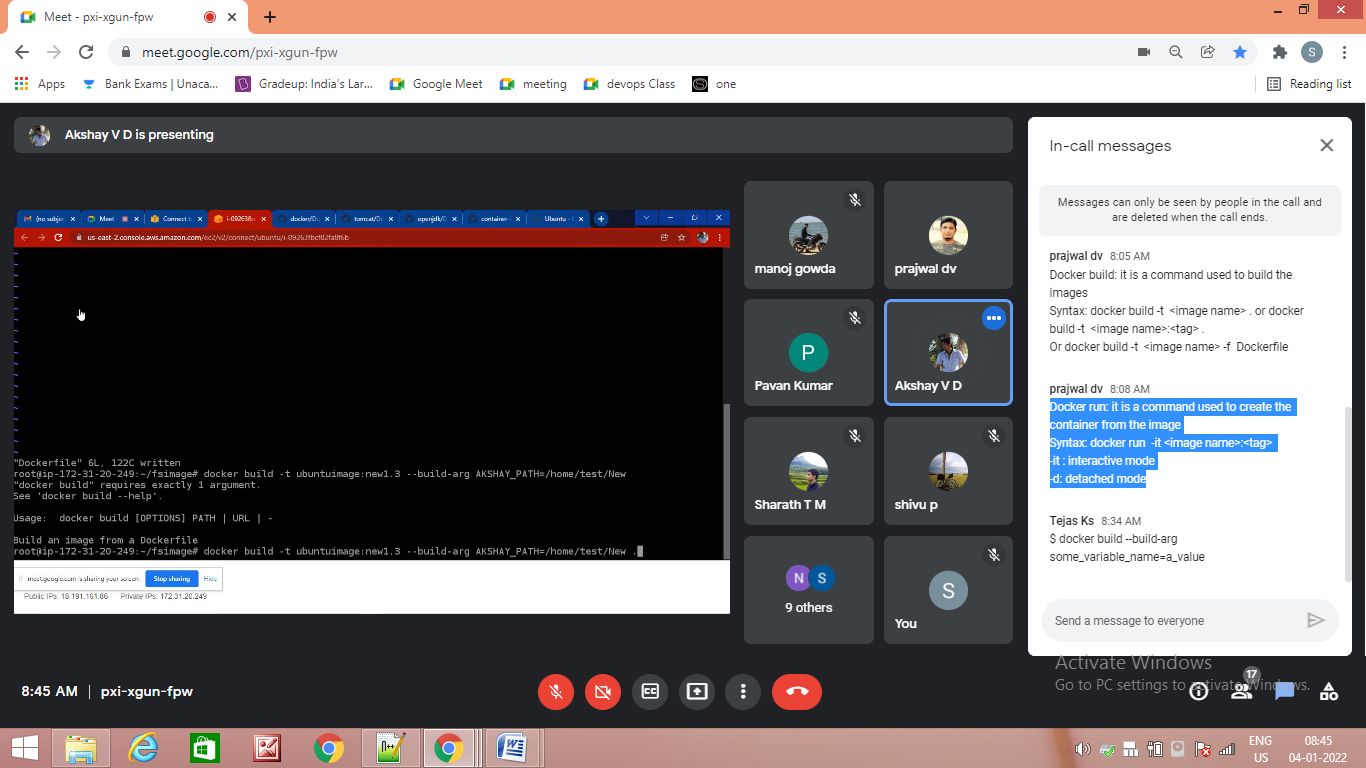 Meet - pxi-xgun-fpw
meet.google.com/pxi-xgun-fpw
S
Apps
Bank Exams | Unaca...
Gradeup: India's Lar...
Google Meet
meeting
devops Class
one
Reading list
Akshay V D is presenting
(no subjec
Meet
Connect t
i-09263fb
docker/D
tomcat/D
openjdk/D
container-
Ubuntu - 
us-east-2.console.aws.amazon.com/ec2/v2/connect/ubuntu/i-09263fbcf02fa9f6b
"Dockerfile" 6L, 122C written
root@ip-172-31-20-249:~/fsimage# docker build -t ubuntuimage:new1.3 --build-arg AKSHAY_PATH=/home/test/New
"docker build" requires exactly 1 argument.
See 'docker build --help'.
Usage:  docker build [OPTIONS] PATH | URL | -
Build an image from a Dockerfile
root@ip-172-31-20-249:~/fsimage# docker build -t ubuntuimage:new1.3 --build-arg AKSHAY_PATH=/home/test/New .
meet.google.com is sharing your screen.
Stop sharing
Hide
Public IPs: 18.191.161.86    Private IPs: 172.31.20.249
manoj gowda
prajwal dv
P
Pavan Kumar
Akshay V D
Sharath T M
shivu p
N S
9 others
S
You
In-call messages
Messages can only be seen by people in the call and
are deleted when the call ends.
prajwal dv 8:05 AM
Docker build: it is a command used to build the
images
Syntax: docker build -t  <image name> . or docker
build -t  <image name>:<tag> .
Or docker build -t  <image name> -f  Dockerfile
prajwal dv 8:08 AM
Docker run: it is a command used to create the
container from the image
Syntax: docker run  -it <image name>:<tag>
-it : interactive mode
-d: detached mode
Tejas Ks 8:34 AM
$ docker build --build-arg
some_variable_name=a_value
Send a message to everyone
Activate Windows
Go to PC settings to activate Windows.
8:45 AM | pxi-xgun-fpw
17
ENG
US
08:45
04-01-2022